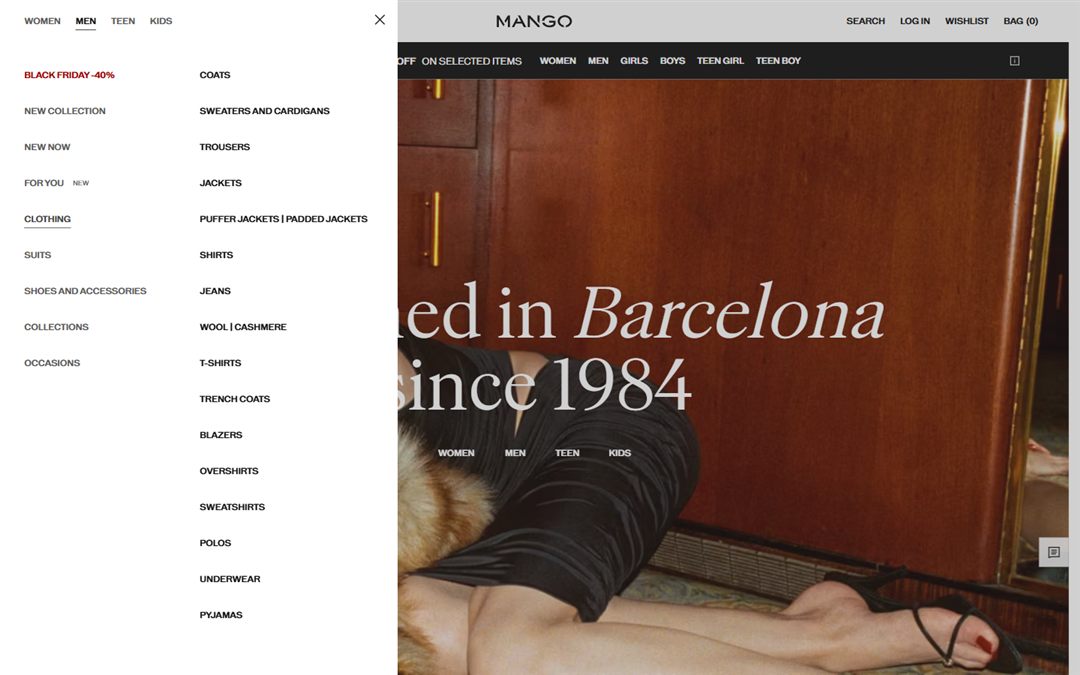 WOMEN MEN TEEN KIDS
MANGO
SEARCH LOG IN WISHLIST BAG (0)
OFF ON SELECTED ITEMS WOMEN MEN GIRLS BOYS TEEN GIRL TEEN BOY
BLACK FRIDAY -40%
NEW COLLECTION
NEW NOW
FOR YOU NEW
CLOTHING
SUITS
SHOES AND ACCESSORIES
COLLECTIONS
OCCASIONS
COATS
SWEATERS AND CARDIGANS
TROUSERS
JACKETS
PUFFER JACKETS | PADDED JACKETS
SHIRTS
JEANS
WOOL | CASHMERE
T-SHIRTS
TRENCH COATS
BLAZERS
OVERSHIRTS
SWEATSHIRTS
POLOS
UNDERWEAR
PYJAMAS
ed in Barcelona
since 1984
WOMEN MEN TEEN KIDS